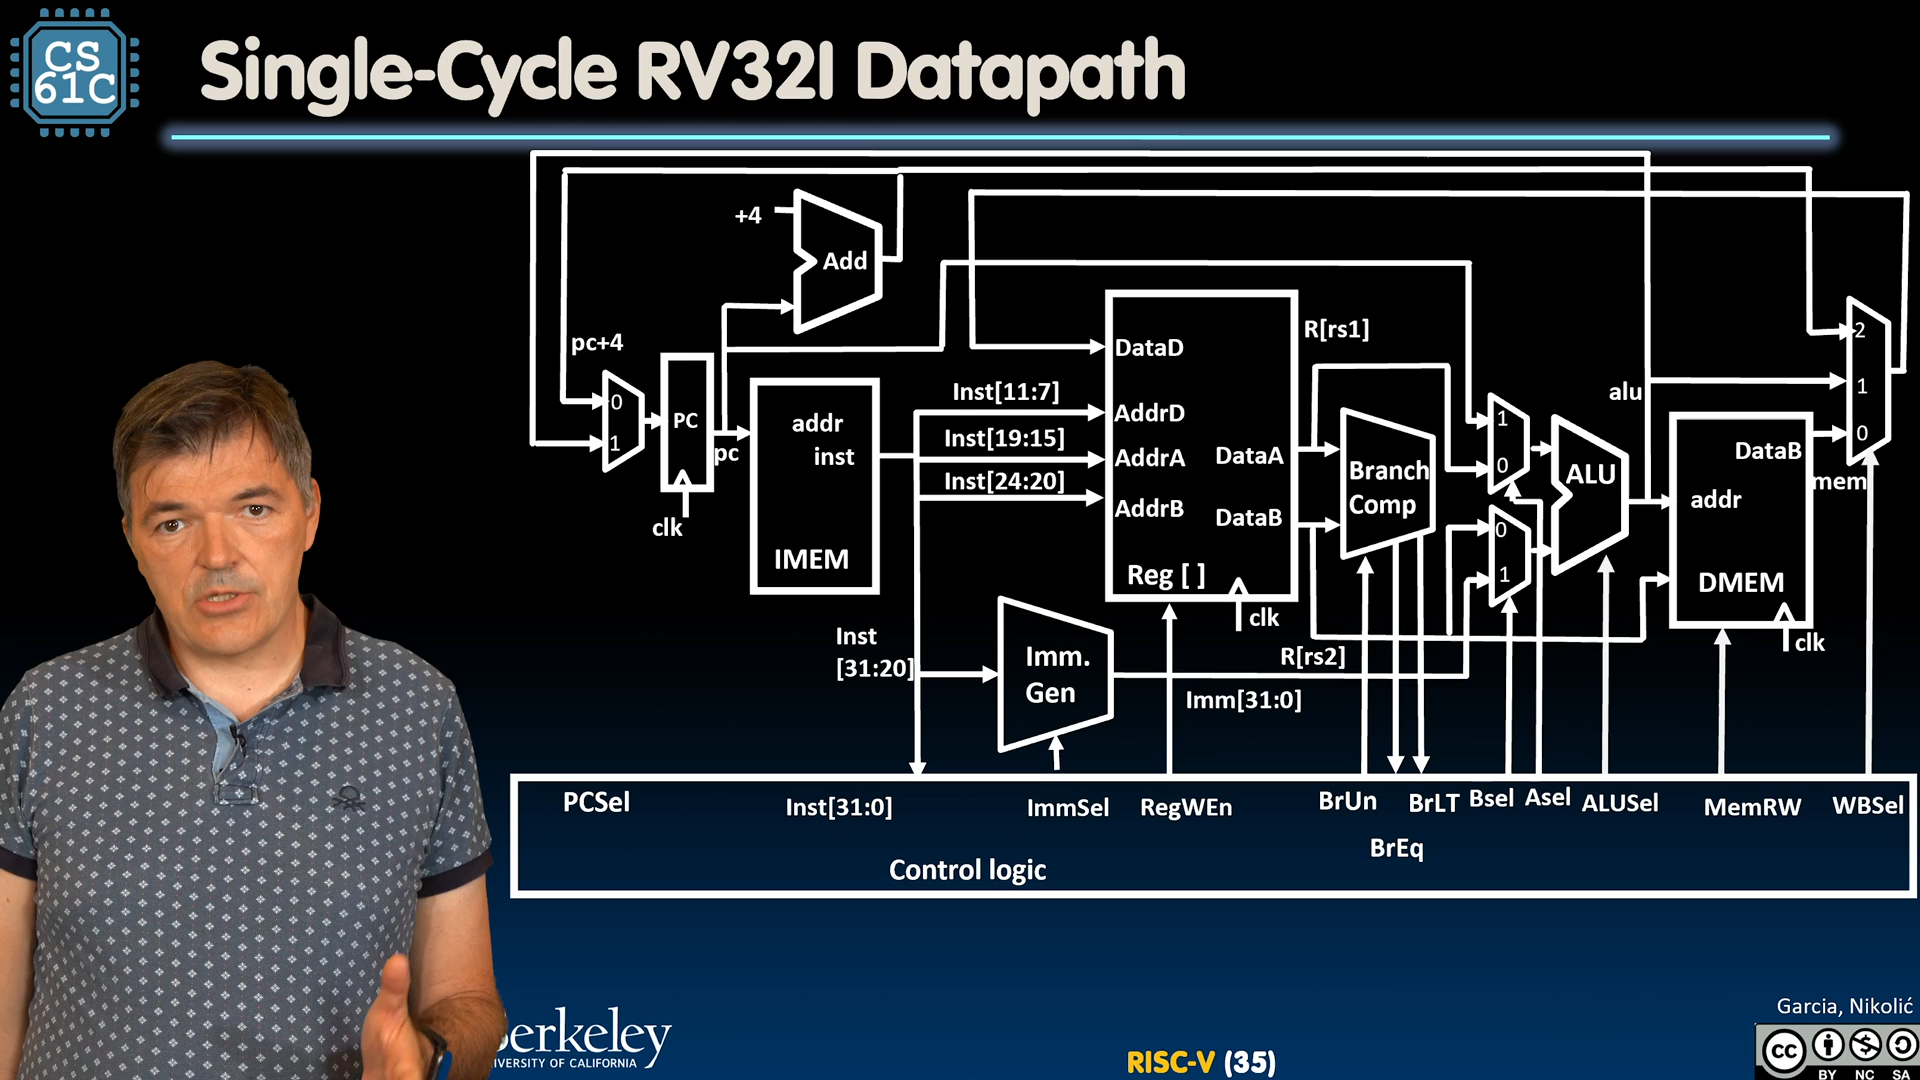 CS
61C
Single-Cycle RV32I Datapath
+4
Add
pc+4
0
1
PC
pc
clk
addr
inst
IMEM
Inst[11:7]
Inst[19:15]
Inst[24:20]
DataD
AddrD
AddrA
AddrB
DataA
DataB
Reg [ ]
clk
R[rs1]
Branch
Comp
1
0
0
1
ALU
alu
addr
DataB
DMEM
clk
mem
2
1
0
Inst
[31:20]
Imm.
Gen
R[rs2]
Imm[31:0]
PCSel
Inst[31:0]
ImmSel
RegWEn
BrUn
BrLT
Bsel
Asel
ALUSel
MemRW
WBSel
BrEq
Control logic
erkeley
UNIVERSITY OF CALIFORNIA
RISC-V (35)
Garcia, Nikolić
CC
BY NC SA